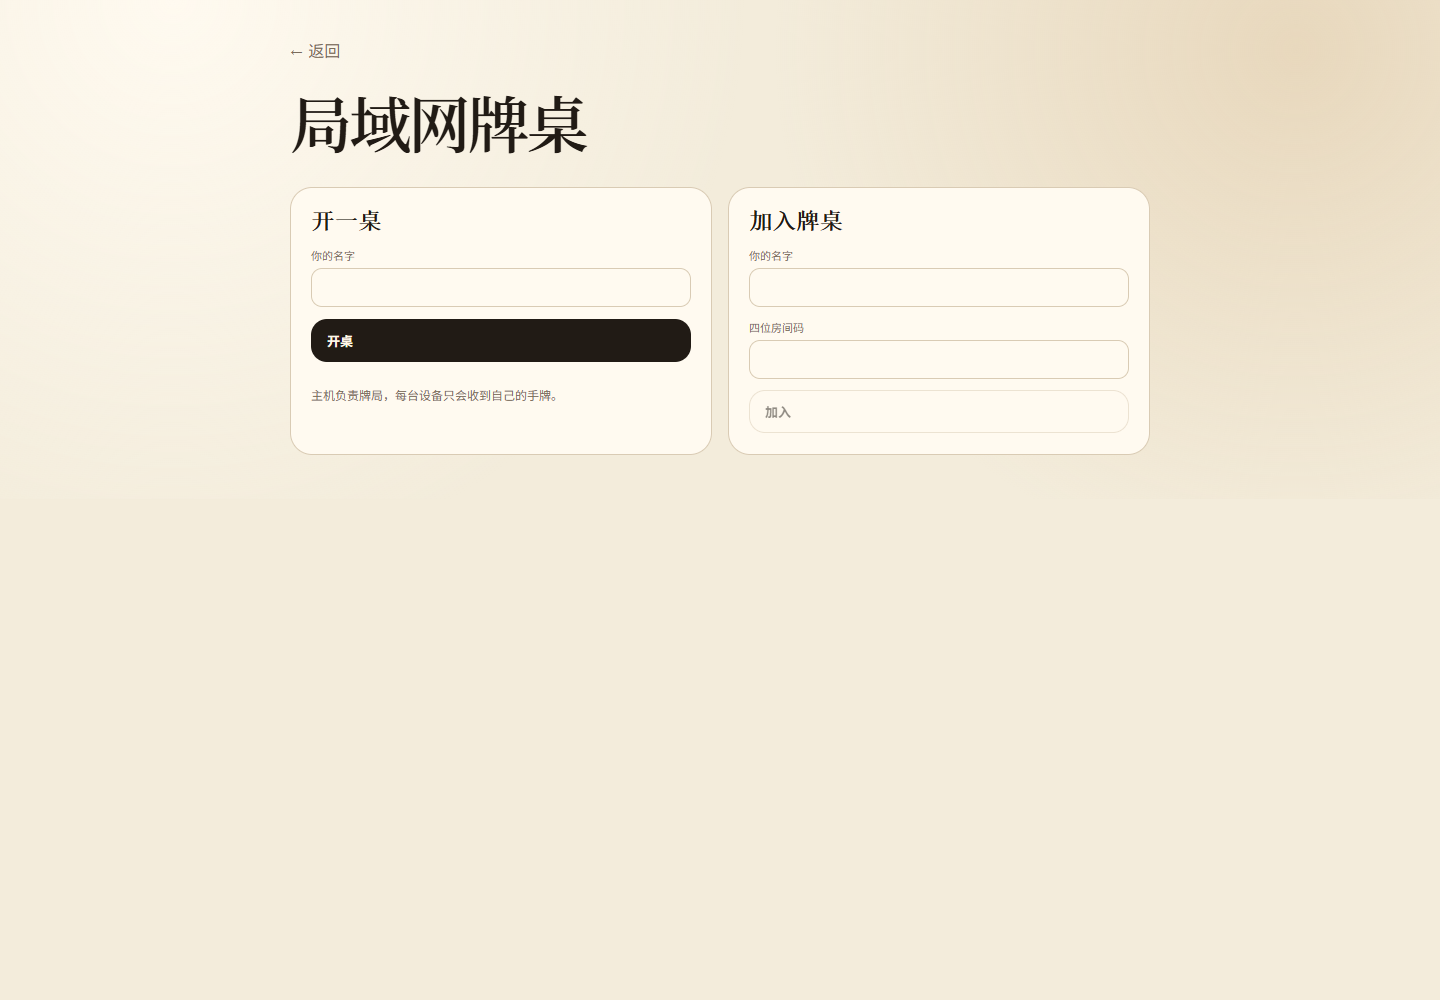 ← 返回
局域网牌桌
开一桌
你的名字
开桌
主机负责牌局，每台设备只会收到自己的手牌。
加入牌桌
你的名字
四位房间码
加入